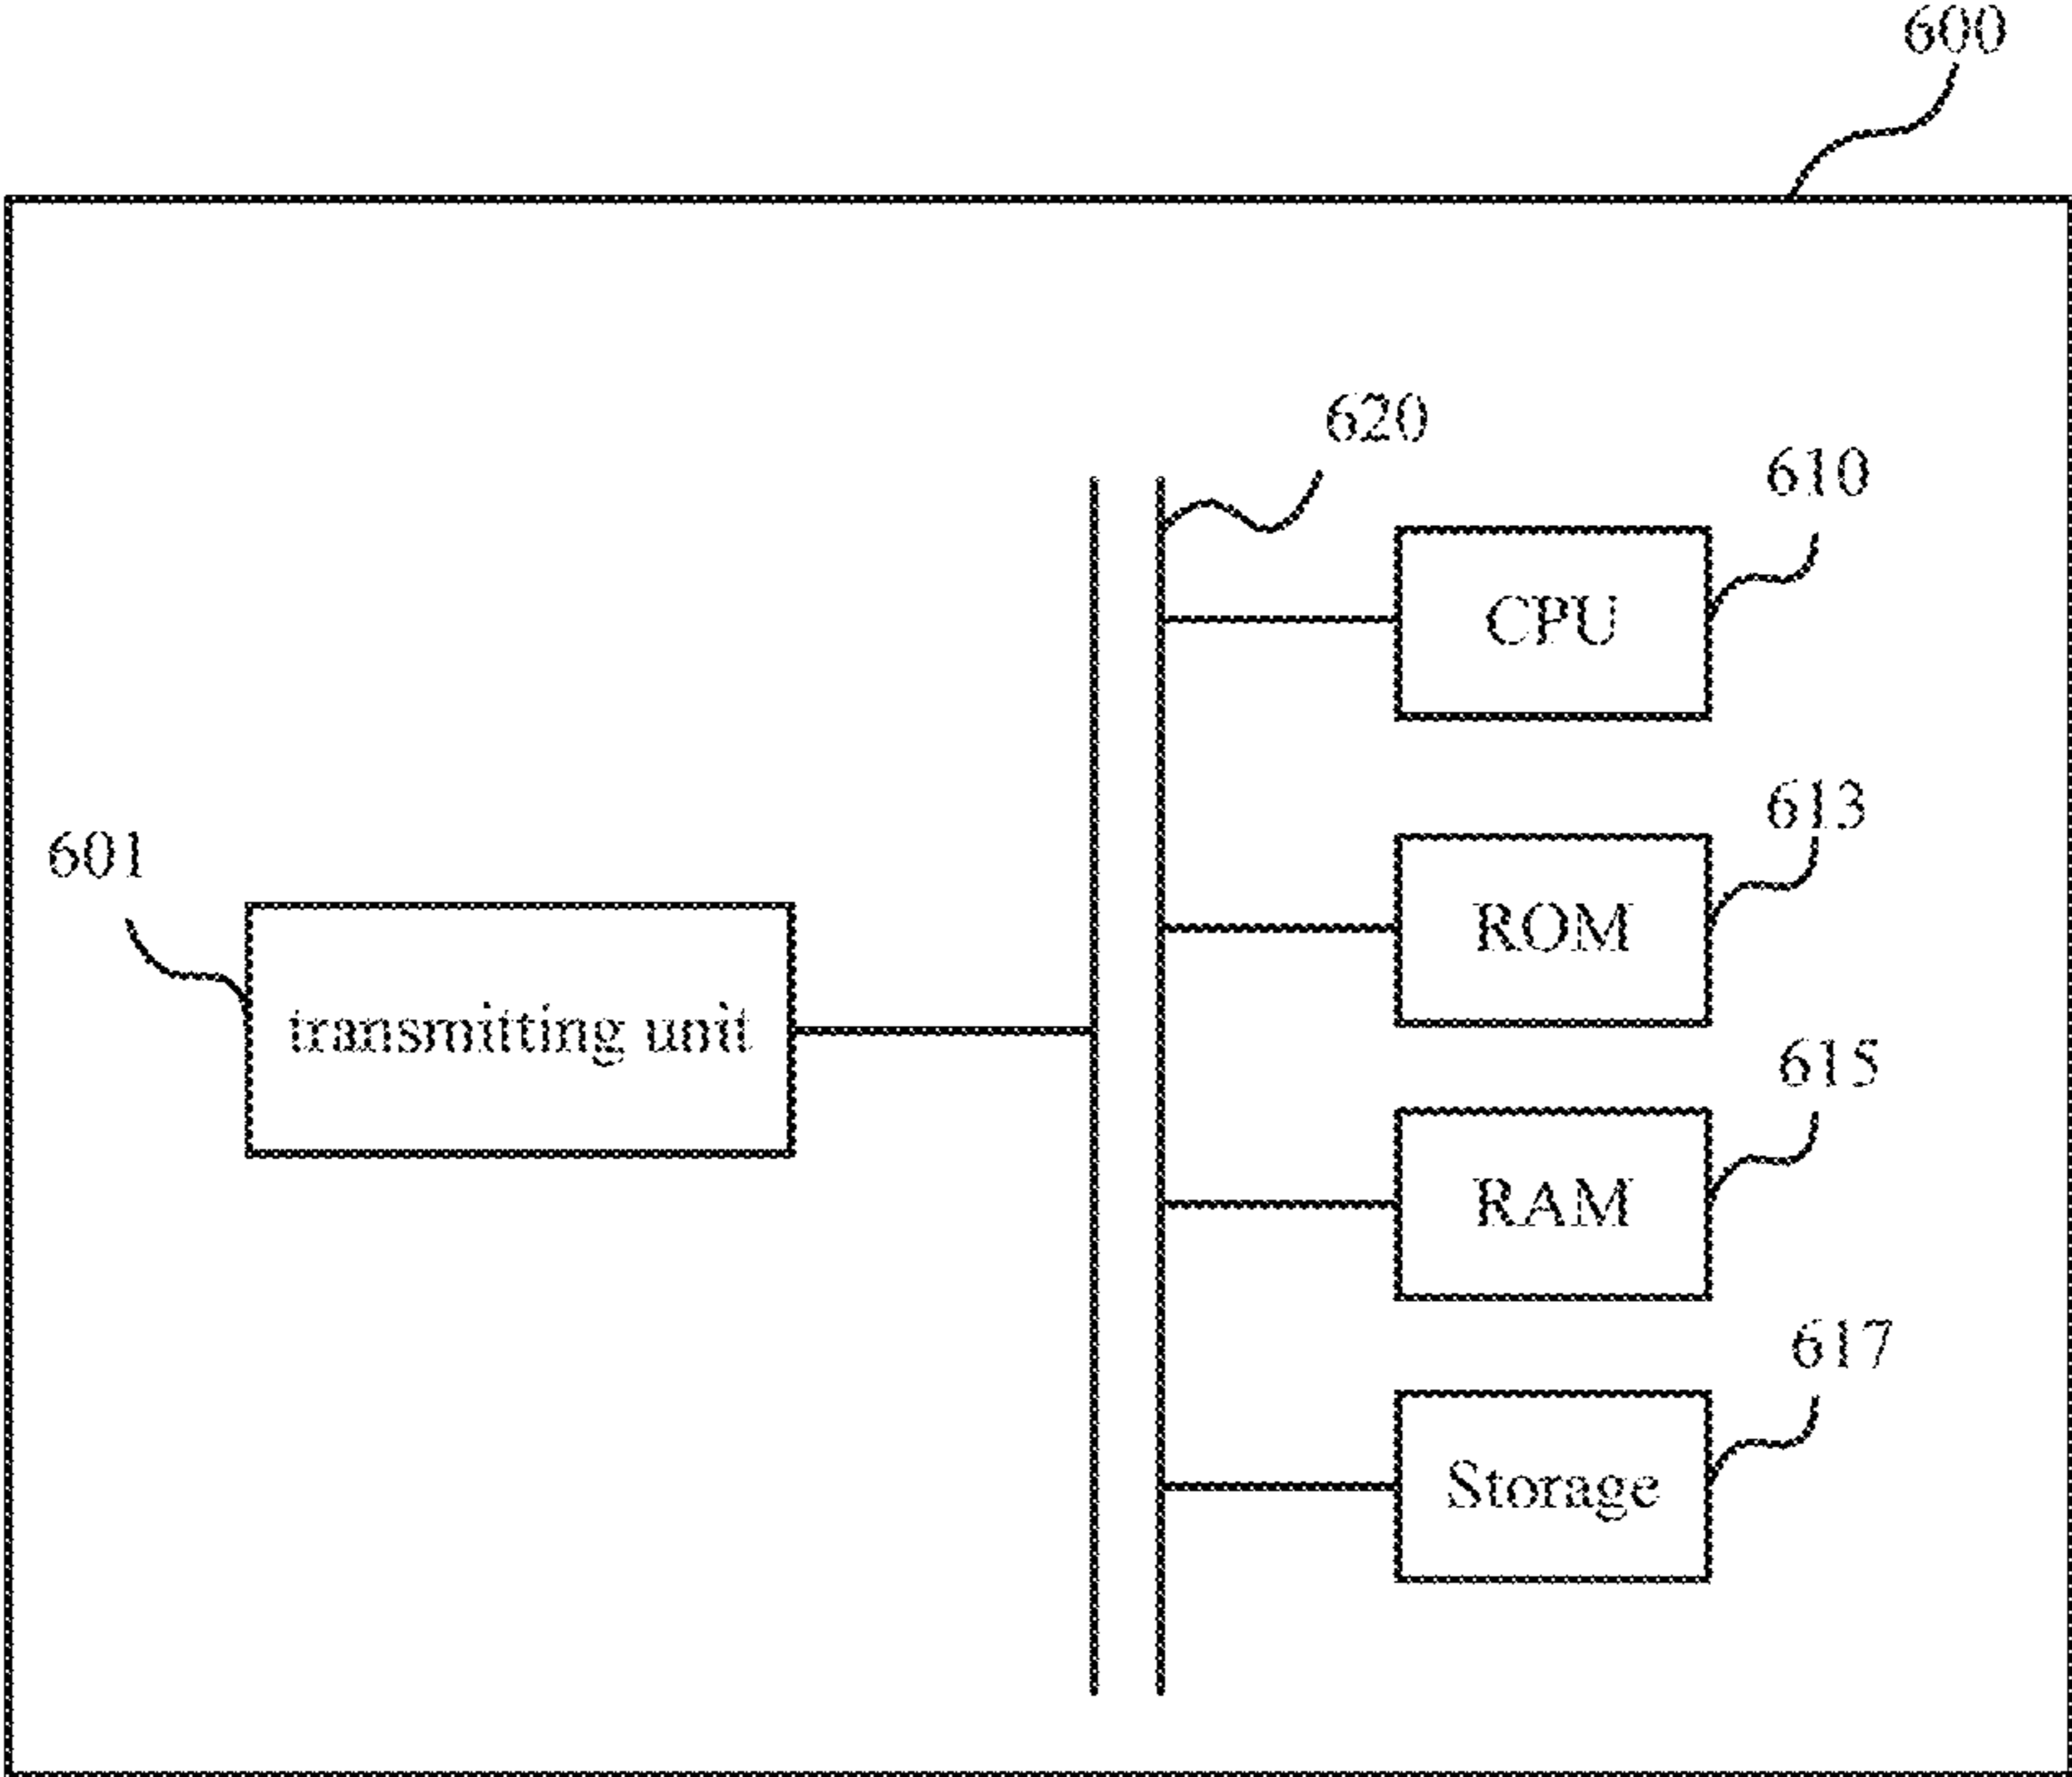 600
620
610
CPU
613
601
ROM
transmitting unit
615
RAM
617
Storage